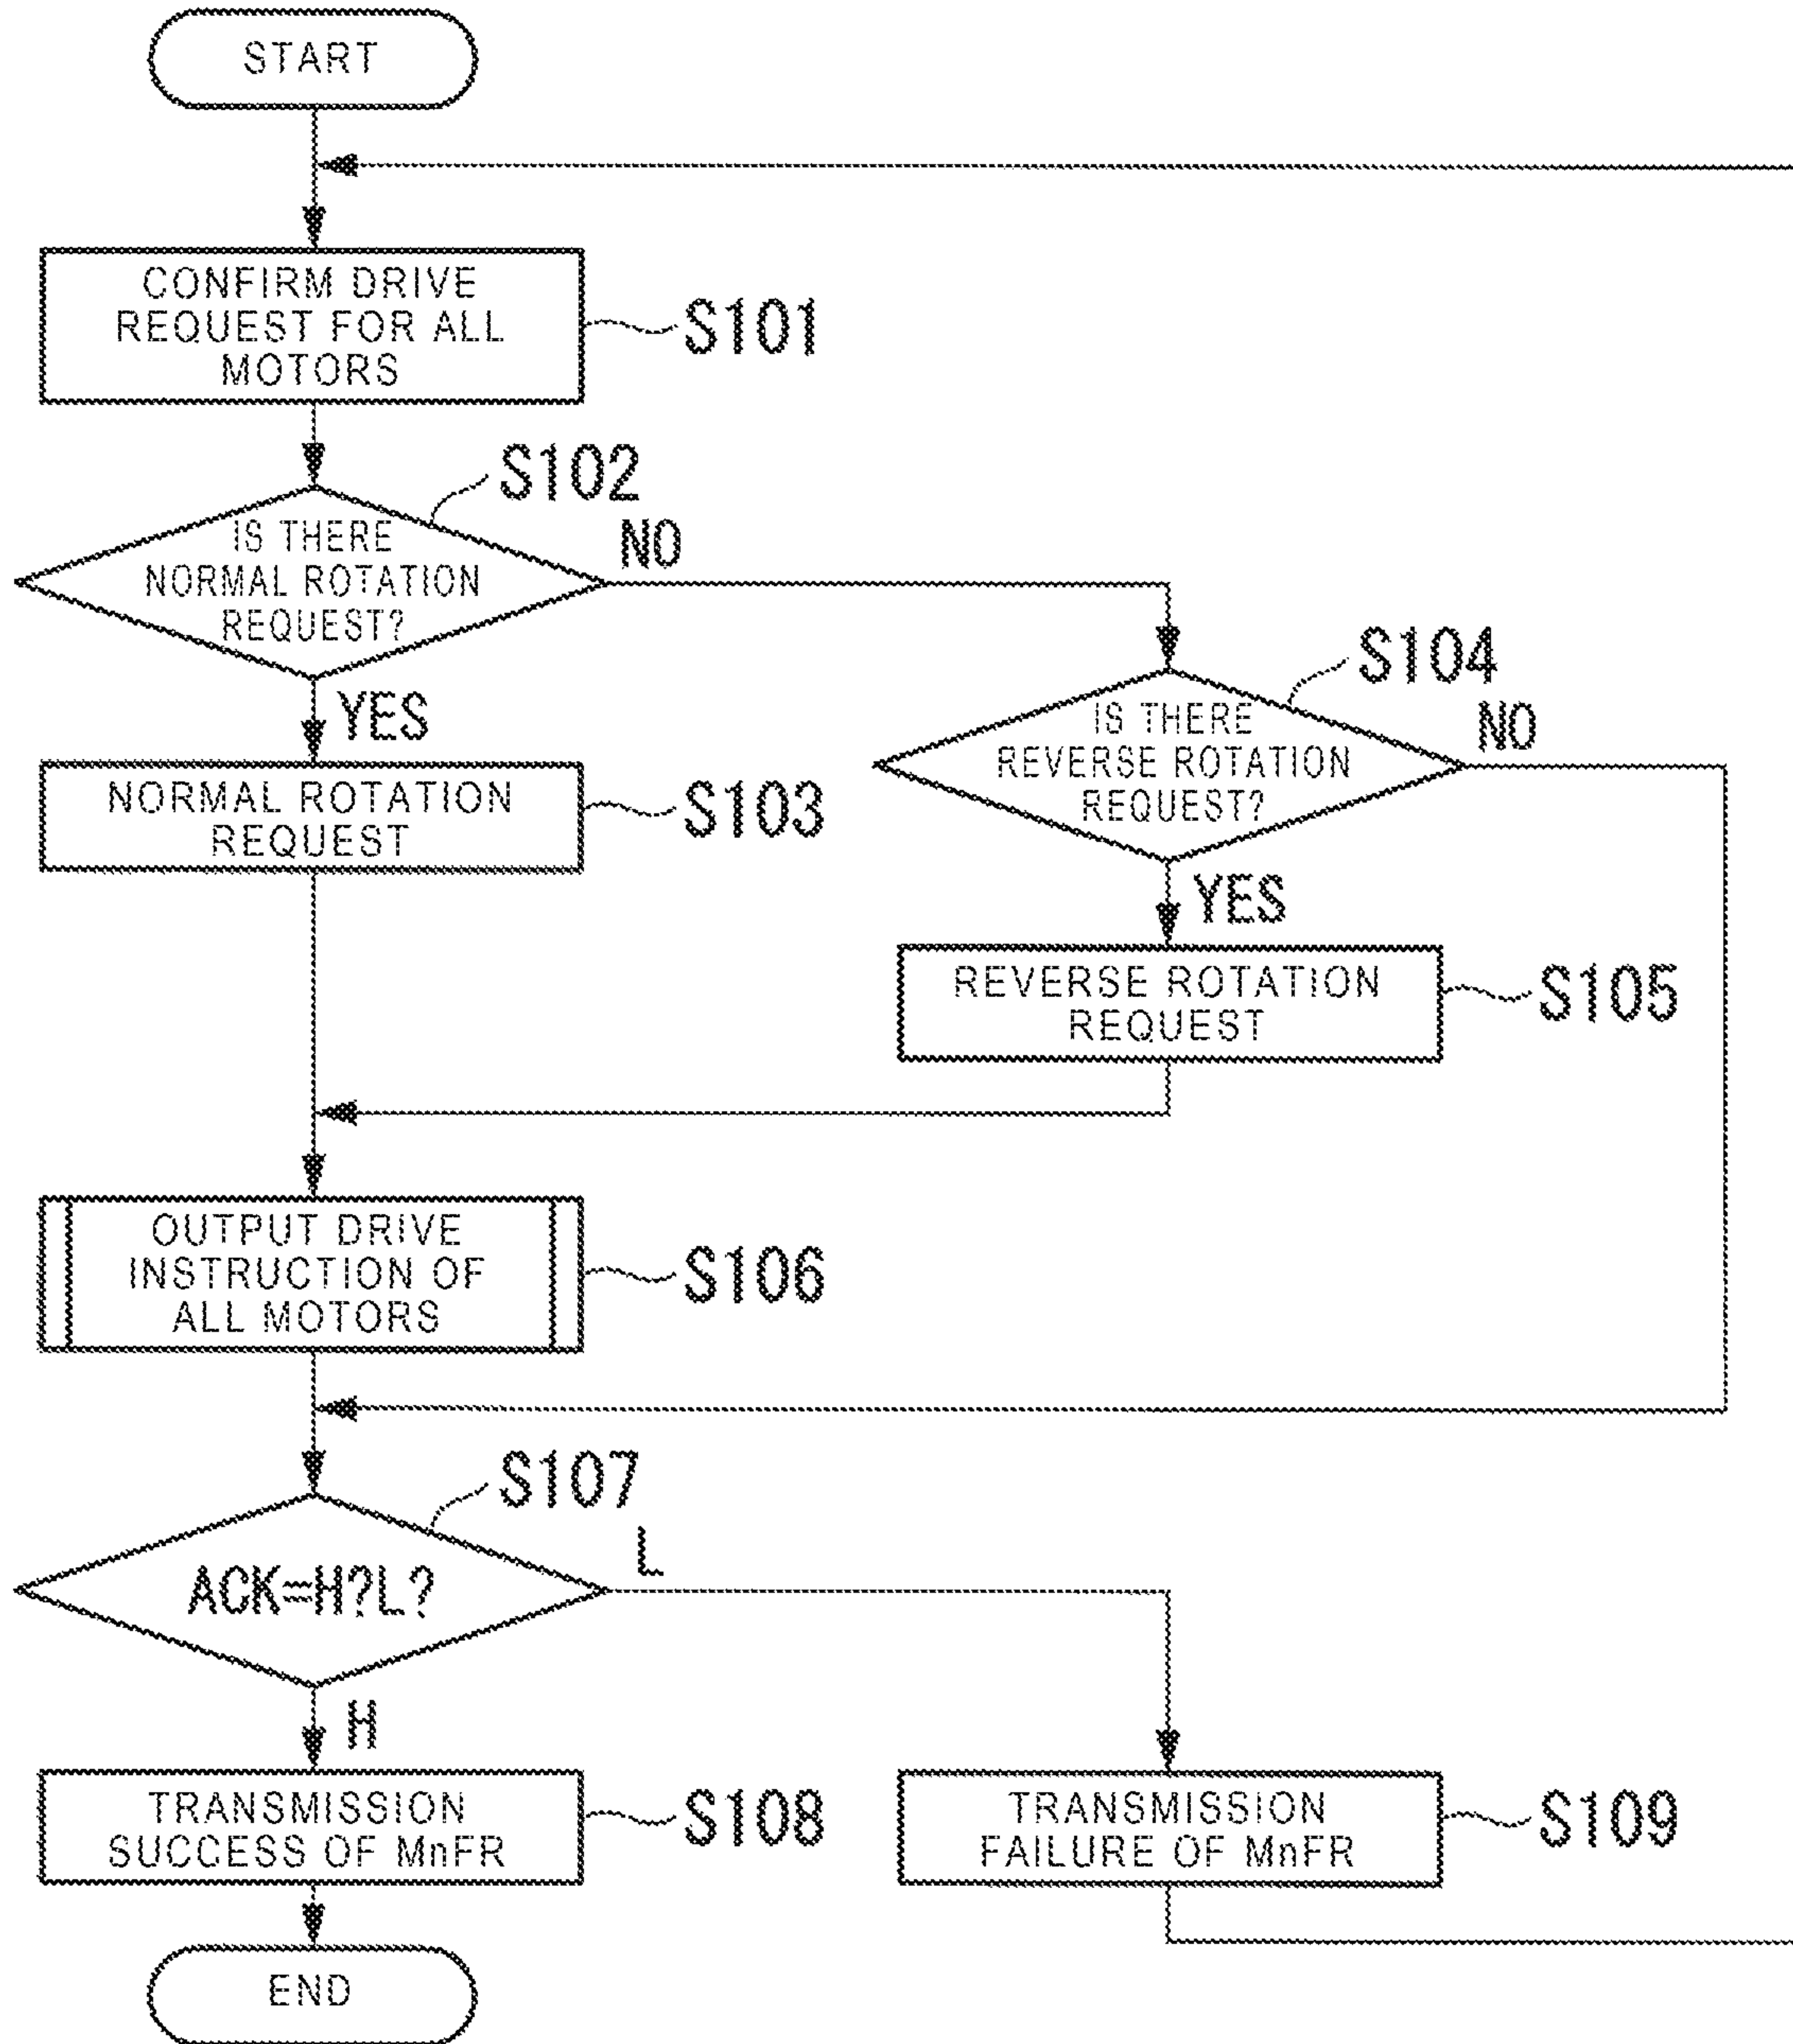 START
CONFIRM DRIVE
REQUEST FOR ALL
MOTORS
S101
S102
IS THERE
NORMAL ROTATION
REQUEST?
NO
YES
S104
IS THERE
REVERSE ROTATION
REQUEST?
NO
NORMAL ROTATION
REQUEST
S103
YES
REVERSE ROTATION
REQUEST
S105
OUTPUT DRIVE
INSTRUCTION OF
ALL MOTORS
S106
S107
ACK=H?L?
L
H
TRANSMISSION
SUCCESS OF MnFR
S108
TRANSMISSION
FAILURE OF MnFR
S109
END